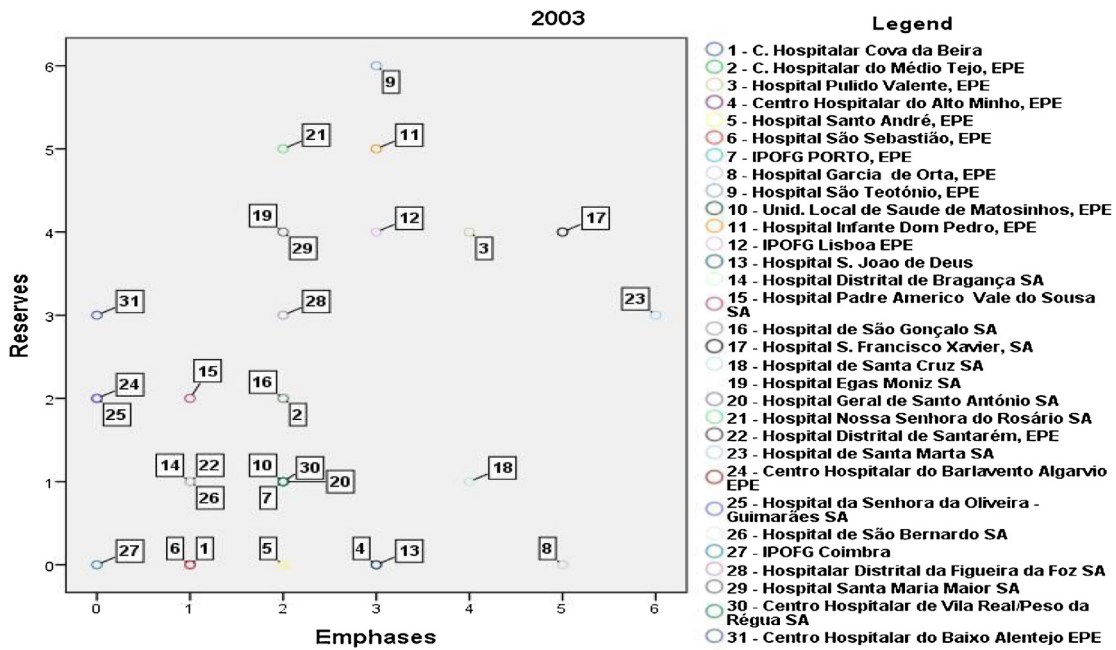 2003
Legend
1 - C. Hospitalar Cova da Beira
2 - C. Hospitalar do Médio Tejo, EPE
3 - Hospital Pulido Valente, EPE
4 - Centro Hospitalar do Alto Minho, EPE
5 - Hospital Santo André, EPE
6 - Hospital São Sebastião, EPE
7 - IPOFG PORTO, EPE
8 - Hospital Garcia de Orta, EPE
9 - Hospital São Teotónio, EPE
10 - Unid. Local de Saude de Matosinhos, EPE
11 - Hospital Infante Dom Pedro, EPE
12 - IPOFG Lisboa EPE
13 - Hospital S. Joao de Deus
14 - Hospital Distrital de Bragança SA
15 - Hospital Padre Americo Vale do Sousa
SA
16 - Hospital de São Gonçalo SA
17 - Hospital S. Francisco Xavier, SA
18 - Hospital de Santa Cruz SA
19 - Hospital Egas Moniz SA
20 - Hospital Geral de Santo António SA
21 - Hospital Nossa Senhora do Rosário SA
22 - Hospital Distrital de Santarém, EPE
23 - Hospital de Santa Marta SA
24 - Centro Hospitalar do Barlavento Algarvio
EPE
25 - Hospital da Senhora da Oliveira -
Guimarães SA
26 - Hospital de São Bernardo SA
27 - IPOFG Coimbra
28 - Hospitalar Distrital da Figueira da Foz SA
29 - Hospital Santa Maria Maior SA
30 - Centro Hospitalar de Vila Real/Peso da
Régua SA
31 - Centro Hospitalar do Baixo Alentejo EPE
Reserves
6
9
5
21
11
4
19
29
12
3
17
3
31
28
23
2
24
25
15
16
2
1
14
22
26
10
7
30
20
18
0
27
6
1
5
4
13
8
0
1
2
3
4
5
6
Emphases